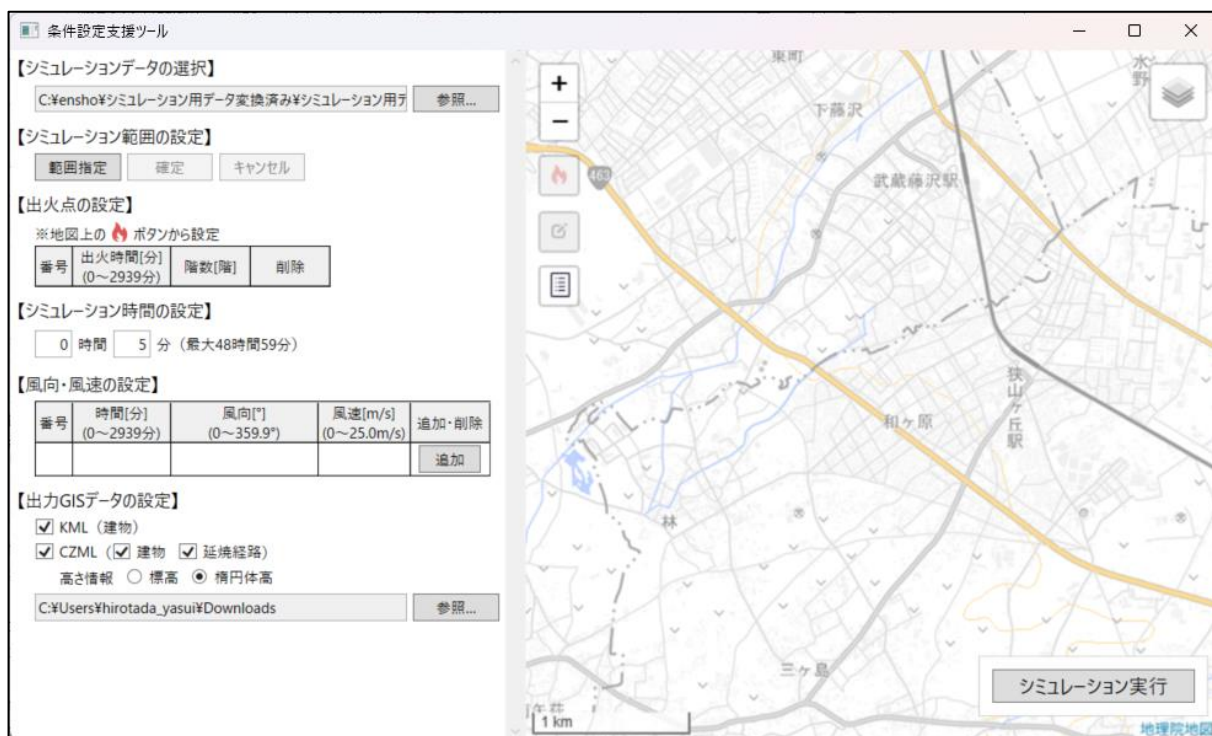 条件設定支援ツール
【シミュレーションデータの選択】
C:¥ensho¥シミュレーション用データ変換済み¥シミュレーション用デ
参照...
【シミュレーション範囲の設定】
範囲指定 確定 キャンセル
【出火点の設定】
※地図上の ボタンから設定
番号 出火時間[分] (0～2939分) 階数[階] 削除
【シミュレーション時間の設定】
0 時間 5 分 (最大48時間59分)
【風向・風速の設定】
番号 時間[分] (0～2939分) 風向[°] (0～359.9°) 風速[m/s] (0～25.0m/s) 追加・削除
追加
【出力GISデータの設定】
KML (建物)
CZML ( 建物 延焼経路)
高さ情報 標高 楕円体高
C:¥Users¥hirotada_yasui¥Downloads
参照...
+
−
東町
水野
下藤沢
463
武蔵藤沢駅
狭山ヶ丘駅
和ヶ原
林
三ヶ島
1 km
シミュレーション実行
地理院地図